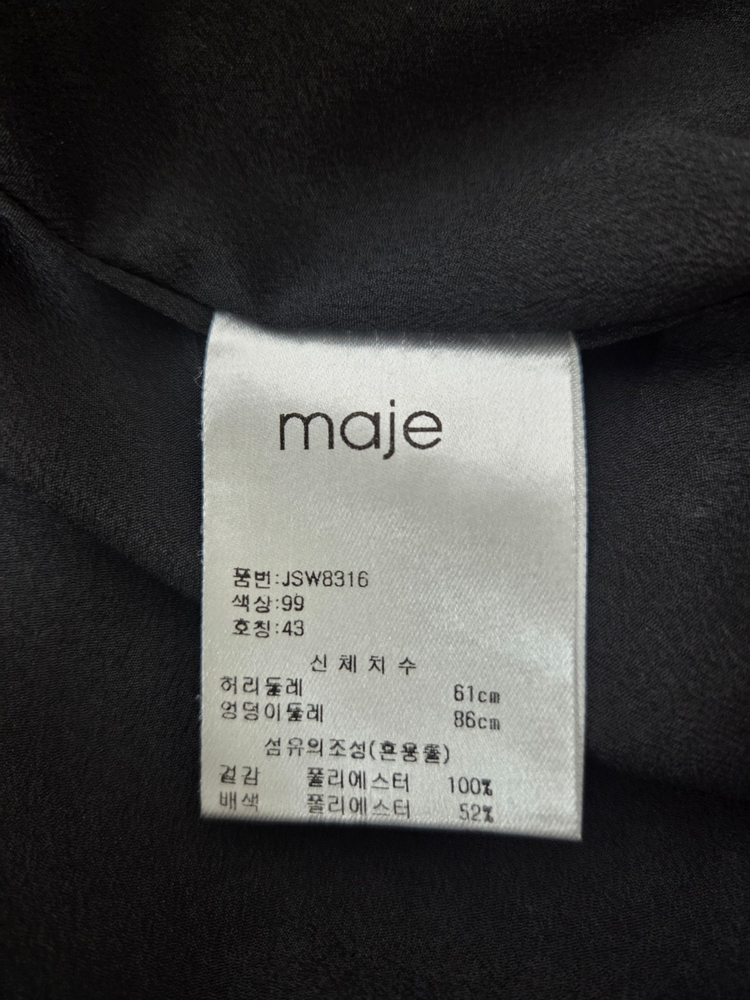 maje
품번:JSW8316
색상:99
호칭:43
신 체 치 수
허리둘레 61cm
엉덩이둘레 86cm
섬유의조성(혼용률)
겉감 폴리에스터 100%
배색 폴리에스터 52%